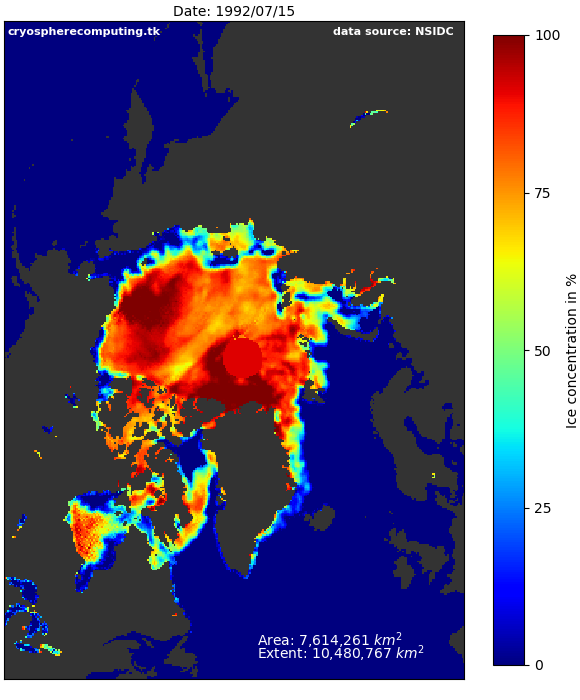 Date: 1992/07/15
cryospherecomputing.tk data source: NSIDC
100
75
50
25
0
Ice concentration in %
Area: 7,614,261 km²
Extent: 10,480,767 km²